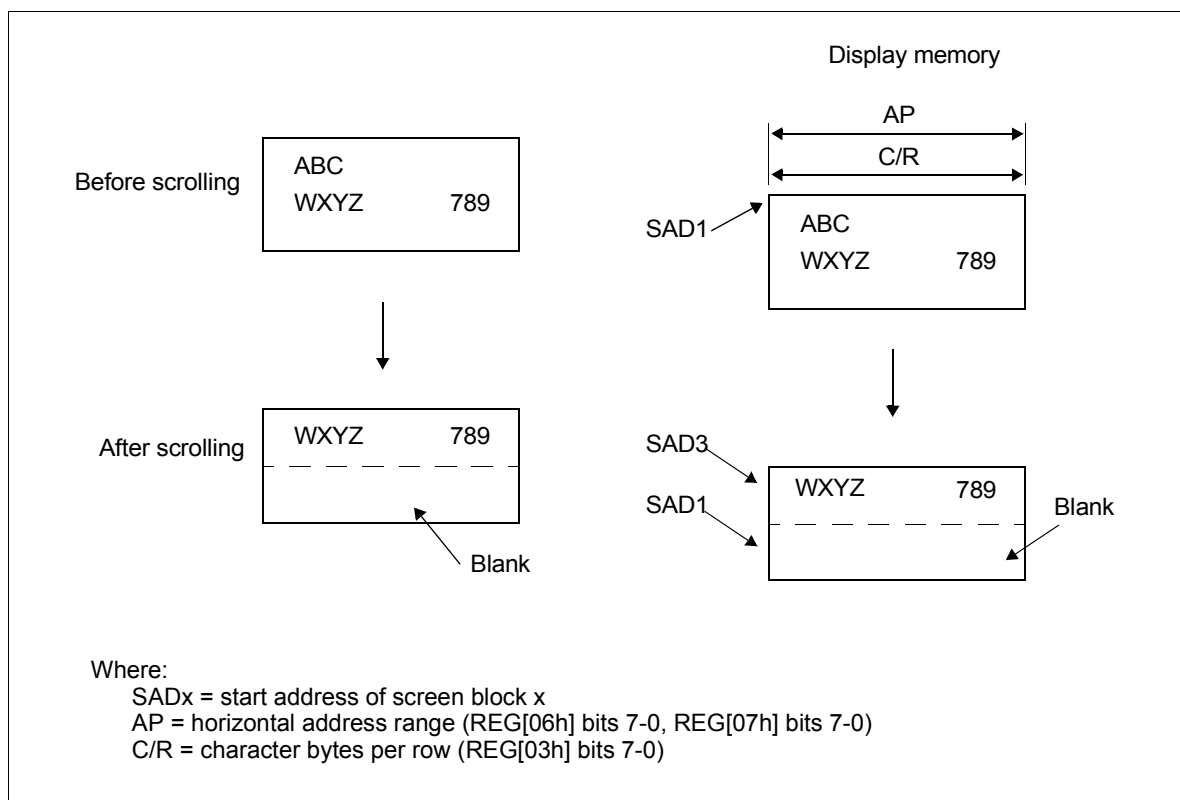 Display memory
AP
C/R
Before scrolling
ABC
WXYZ 789
SAD1
ABC
WXYZ 789
After scrolling
WXYZ 789
Blank
SAD3
SAD1
WXYZ 789
Blank
Where:
SADx = start address of screen block x
AP = horizontal address range (REG[06h] bits 7-0, REG[07h] bits 7-0)
C/R = character bytes per row (REG[03h] bits 7-0)